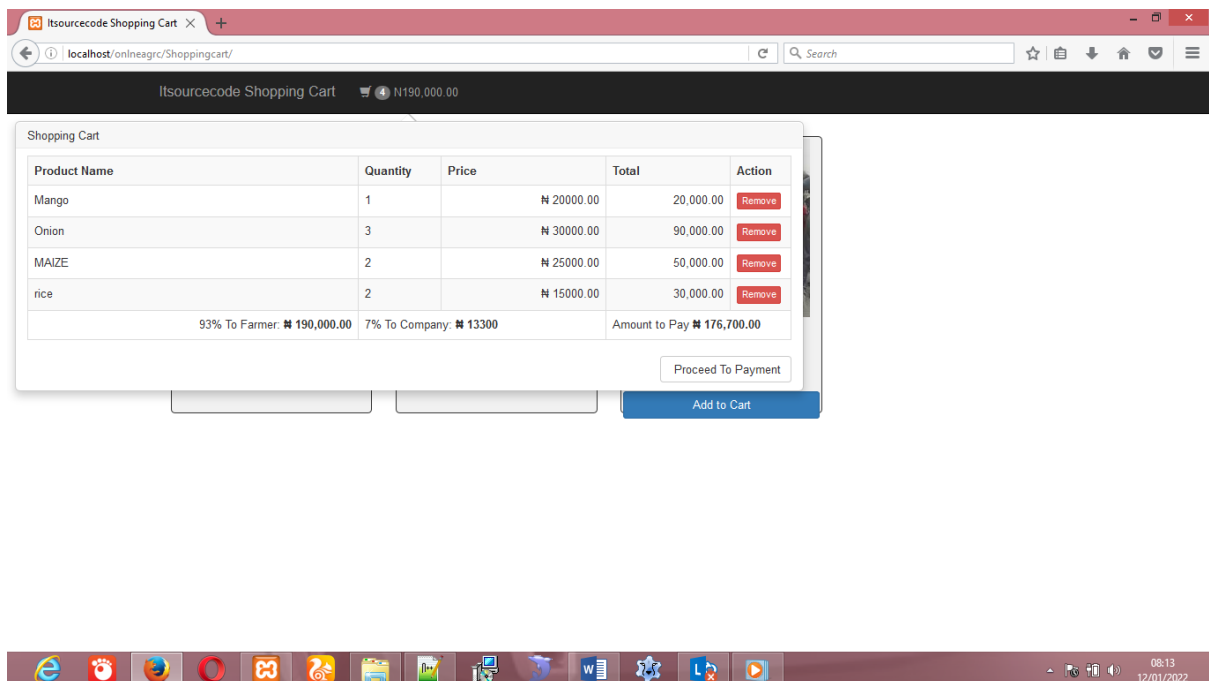 Itsourcecode Shopping Cart
localhost/onlneagrc/Shoppingcart/
Search
Itsourcecode Shopping Cart 4 N190,000.00
Shopping Cart
Product Name Quantity Price Total Action
Mango 1 ₦ 20000.00 20,000.00 Remove
Onion 3 ₦ 30000.00 90,000.00 Remove
MAIZE 2 ₦ 25000.00 50,000.00 Remove
rice 2 ₦ 15000.00 30,000.00 Remove
93% To Farmer: ₦ 190,000.00 7% To Company: ₦ 13300 Amount to Pay ₦ 176,700.00
Proceed To Payment
Add to Cart
08:13
12/01/2022